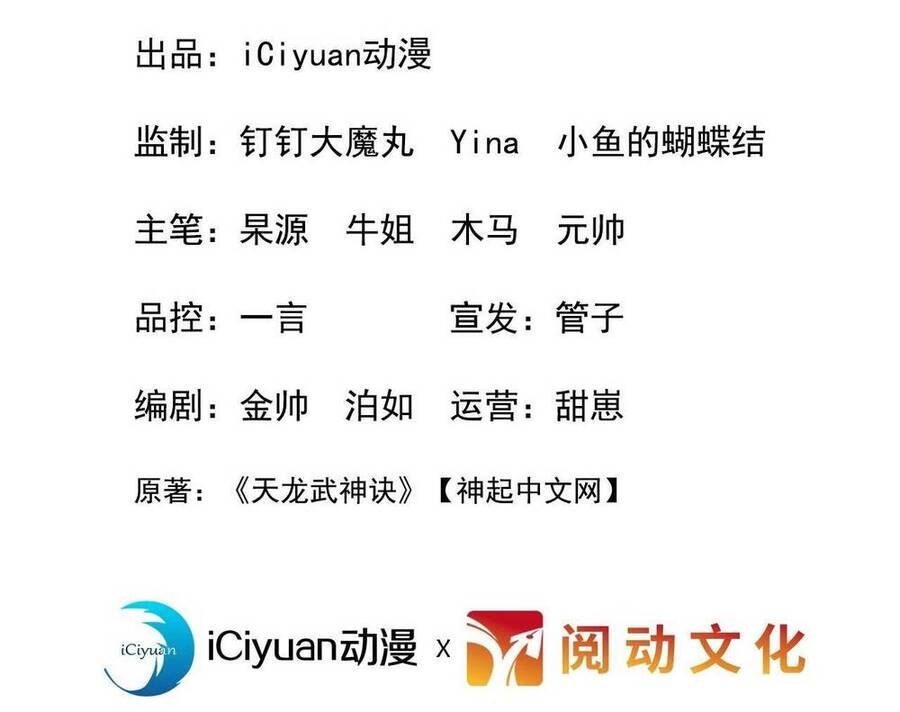 出品：iCiyuan动漫
监制：钉钉大魔丸 Yina 小鱼的蝴蝶结
主笔：杲源 牛姐 木马 元帅
品控：一言 宣发：管子
编剧：金帅 泊如 运营：甜崽
原著：《天龙武神诀》【神起中文网】
iCiyuan iCiyuan动漫 x 阅动文化